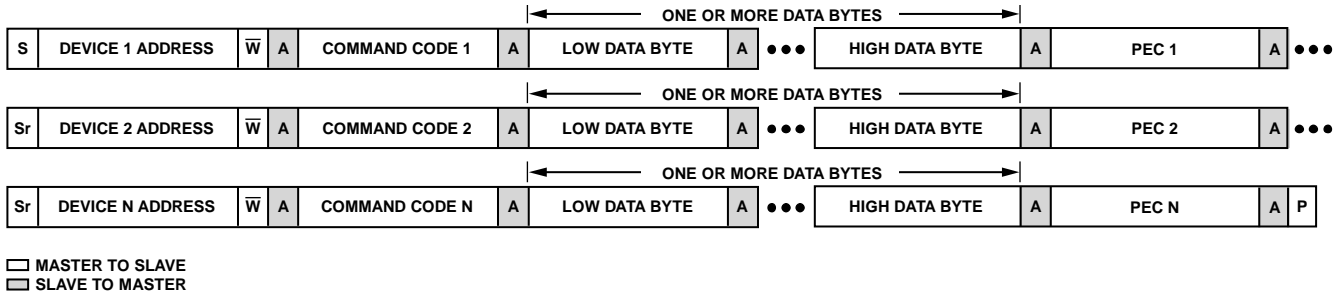 ONE OR MORE DATA BYTES
S DEVICE 1 ADDRESS W̅ A COMMAND CODE 1 A LOW DATA BYTE A ••• HIGH DATA BYTE A PEC 1 A •••
ONE OR MORE DATA BYTES
Sr DEVICE 2 ADDRESS W̅ A COMMAND CODE 2 A LOW DATA BYTE A ••• HIGH DATA BYTE A PEC 2 A •••
ONE OR MORE DATA BYTES
Sr DEVICE N ADDRESS W̅ A COMMAND CODE N A LOW DATA BYTE A ••• HIGH DATA BYTE A PEC N A P
MASTER TO SLAVE
SLAVE TO MASTER